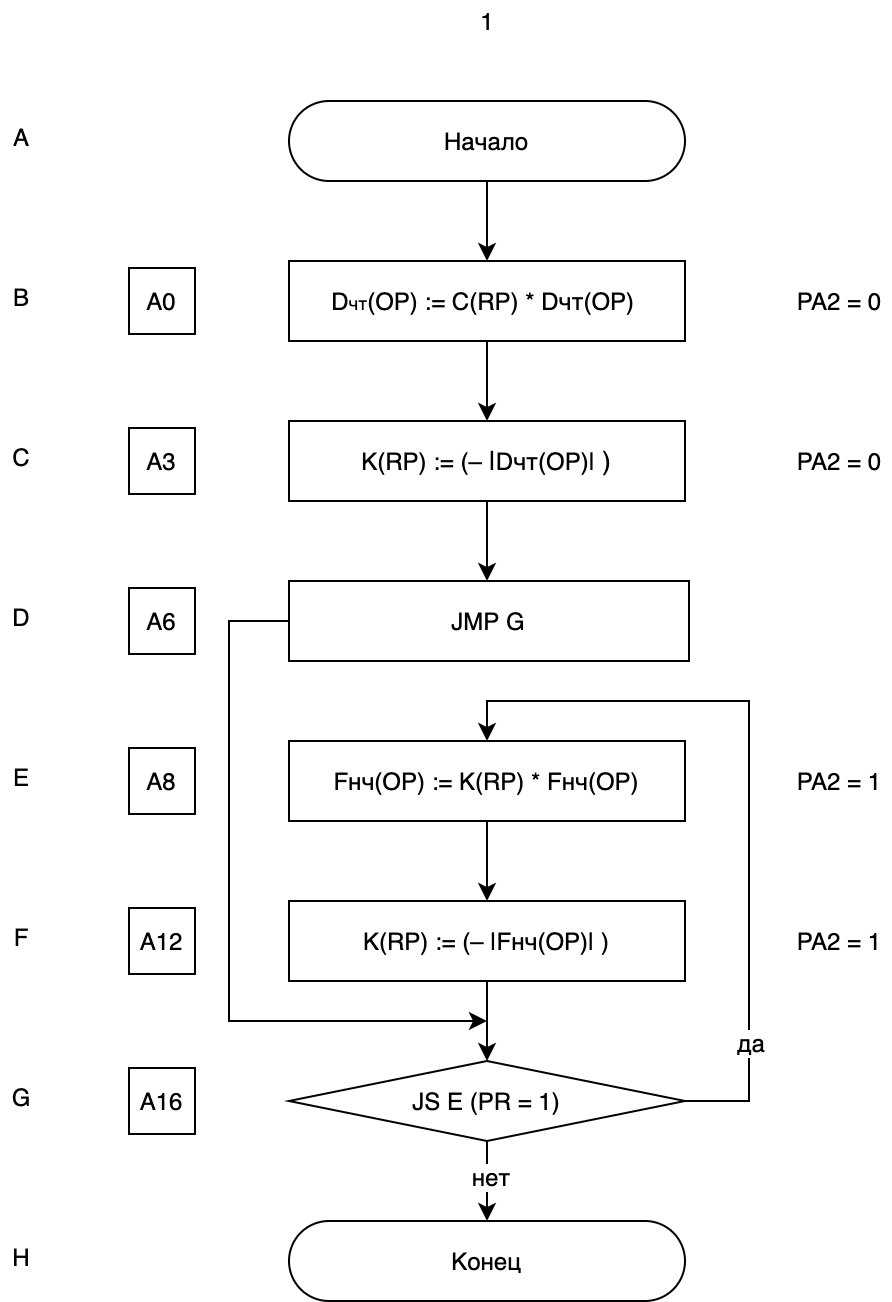 1
A Начало
B A0 Dчт(OP) := C(RP) * Dчт(OP) PA2 = 0
C A3 K(RP) := (– |Dчт(OP)| ) PA2 = 0
D A6 JMP G
E A8 Fнч(OP) := K(RP) * Fнч(OP) PA2 = 1
F A12 K(RP) := (– |Fнч(OP)| ) PA2 = 1
да
G A16 JS E (PR = 1)
нет
H Конец